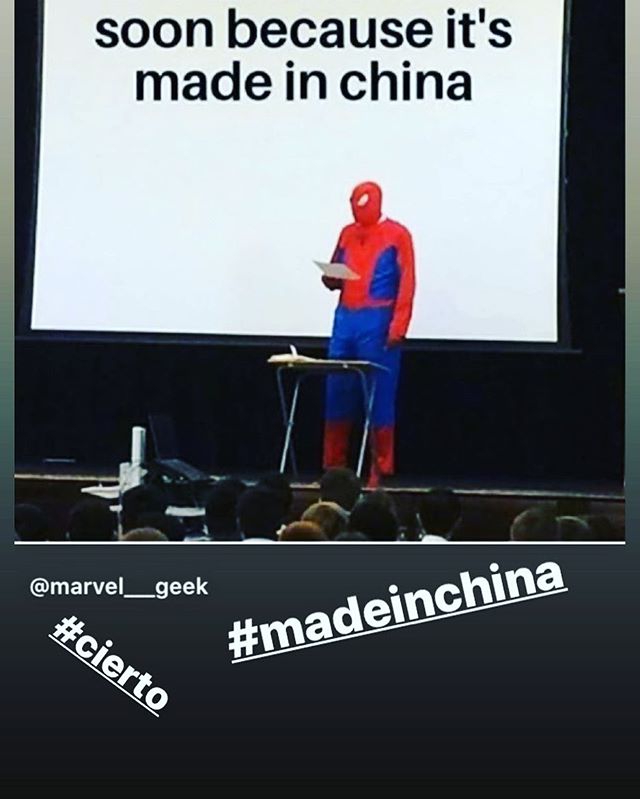 soon because it's
made in china
@marvel__geek
#madeinchina
#cierto